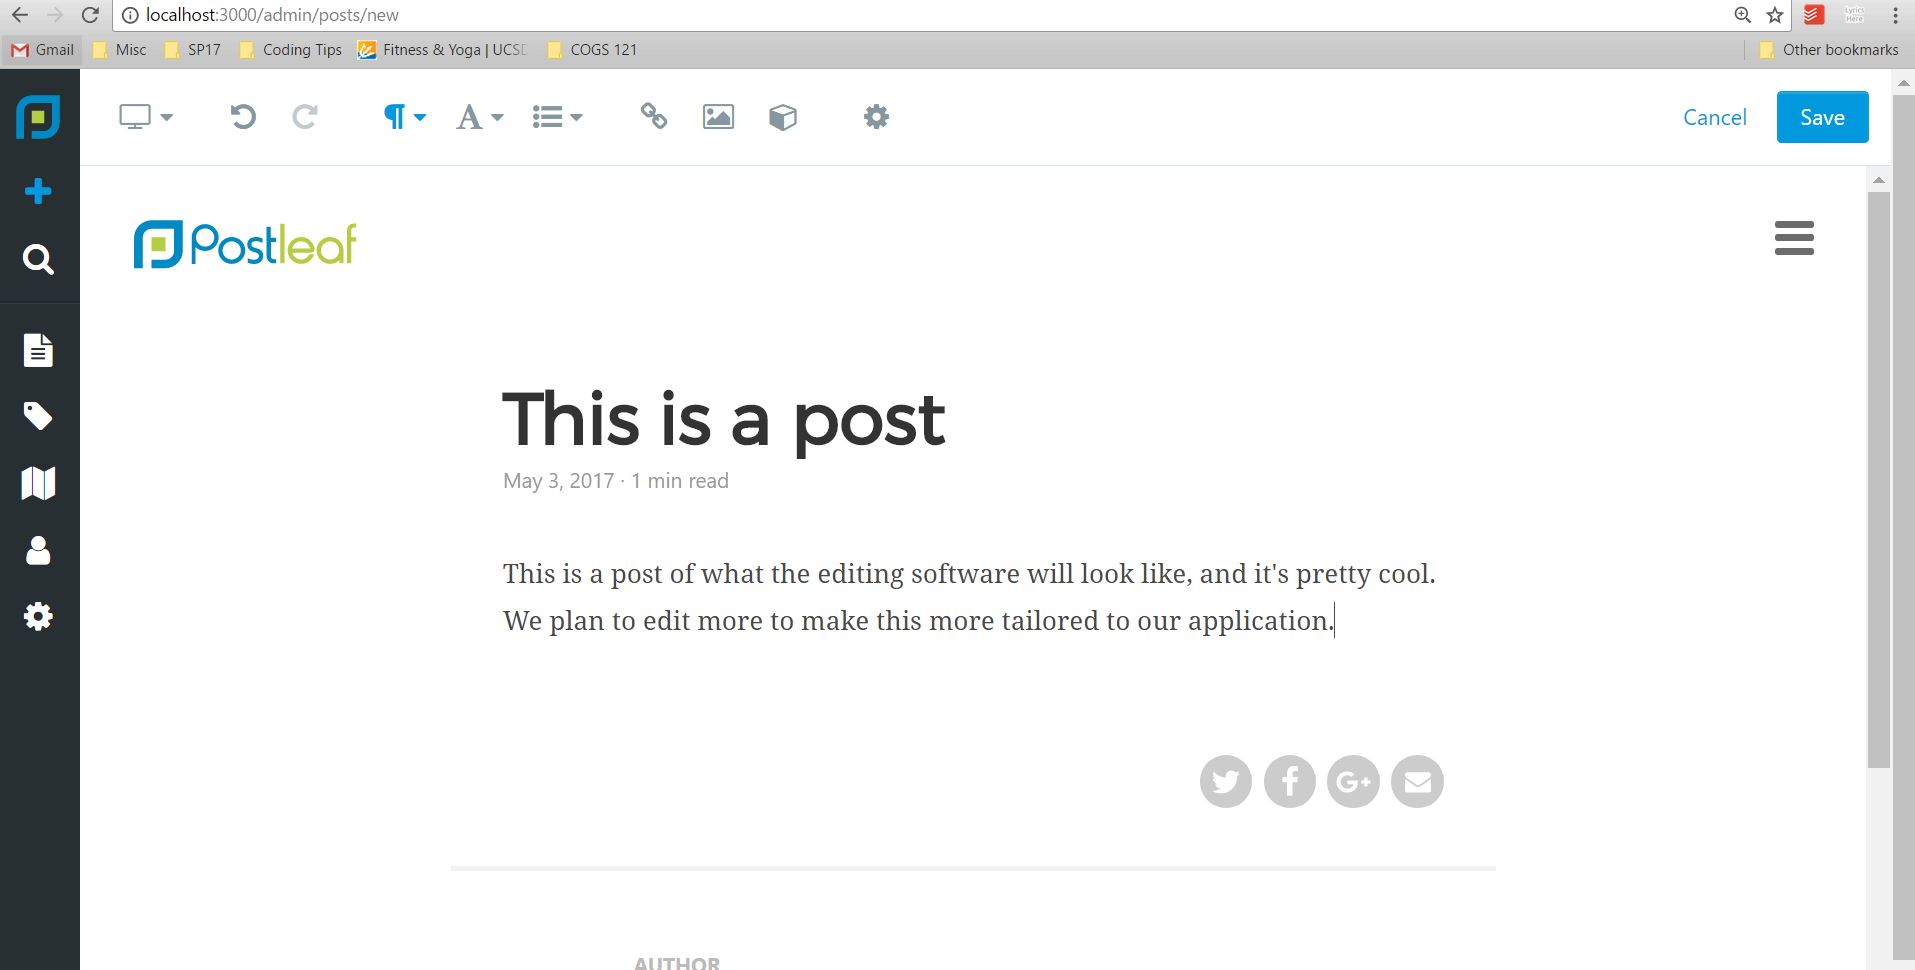 localhost:3000/admin/posts/new
Lyrics
Here
Gmail Misc SP17 Coding Tips Fitness & Yoga | UCSD COGS 121 Other bookmarks
Cancel Save
Postleaf
This is a post
May 3, 2017 · 1 min read
This is a post of what the editing software will look like, and it's pretty cool.
We plan to edit more to make this more tailored to our application.
AUTHOR